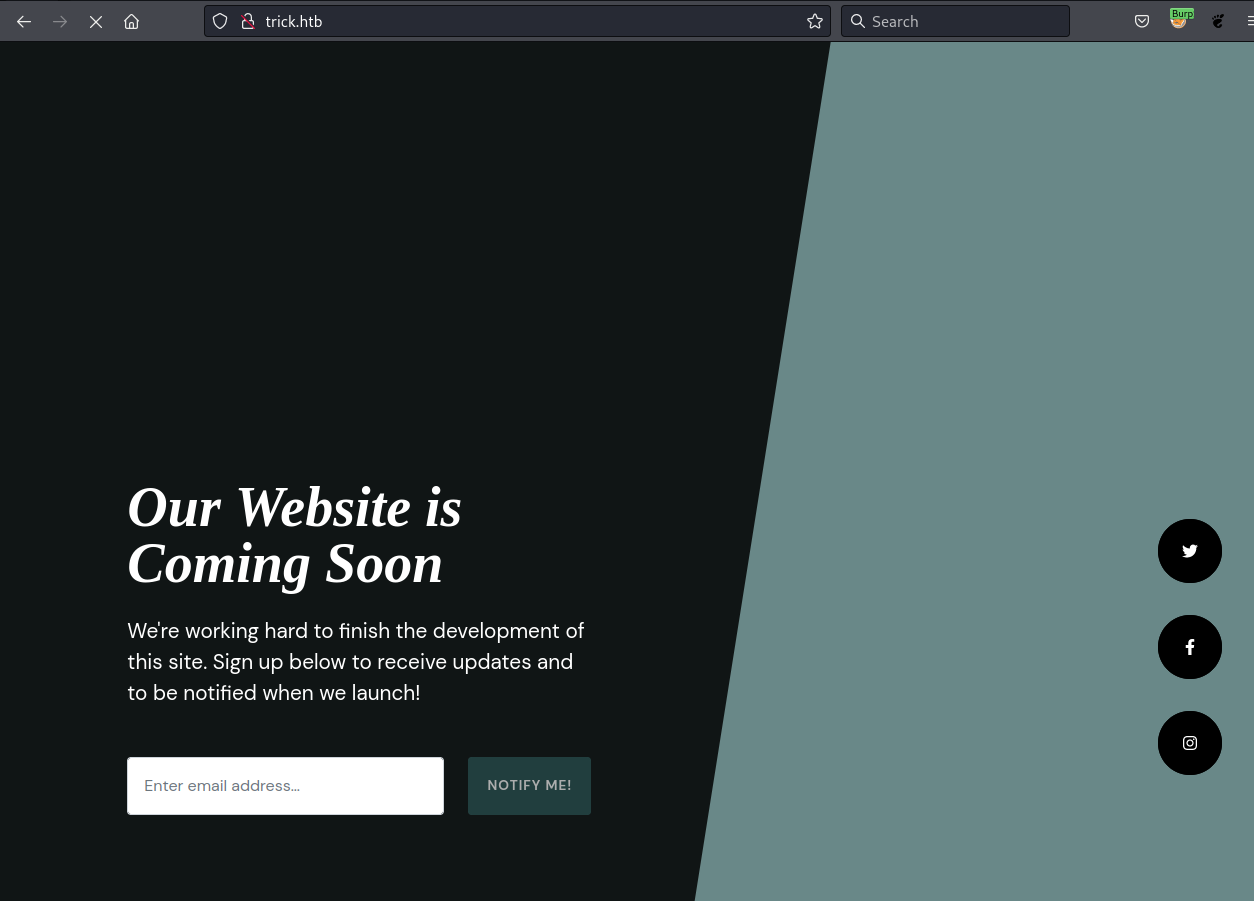 trick.htb
Search
Burp
Our Website is
Coming Soon
We're working hard to finish the development of
this site. Sign up below to receive updates and
to be notified when we launch!
Enter email address...
NOTIFY ME!